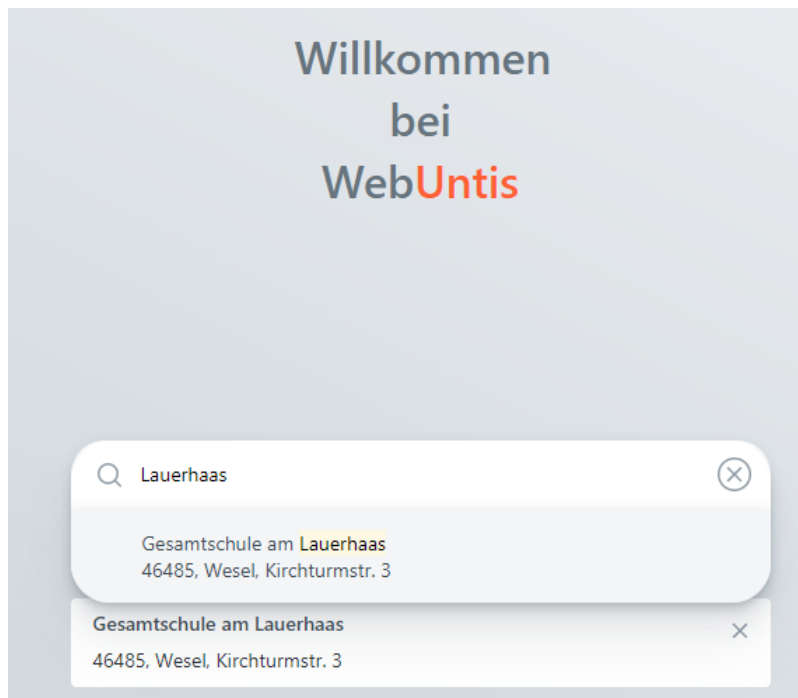 Willkommen
bei
WebUntis
Lauerhaas
Gesamtschule am Lauerhaas
46485, Wesel, Kirchturmstr. 3
Gesamtschule am Lauerhaas
46485, Wesel, Kirchturmstr. 3